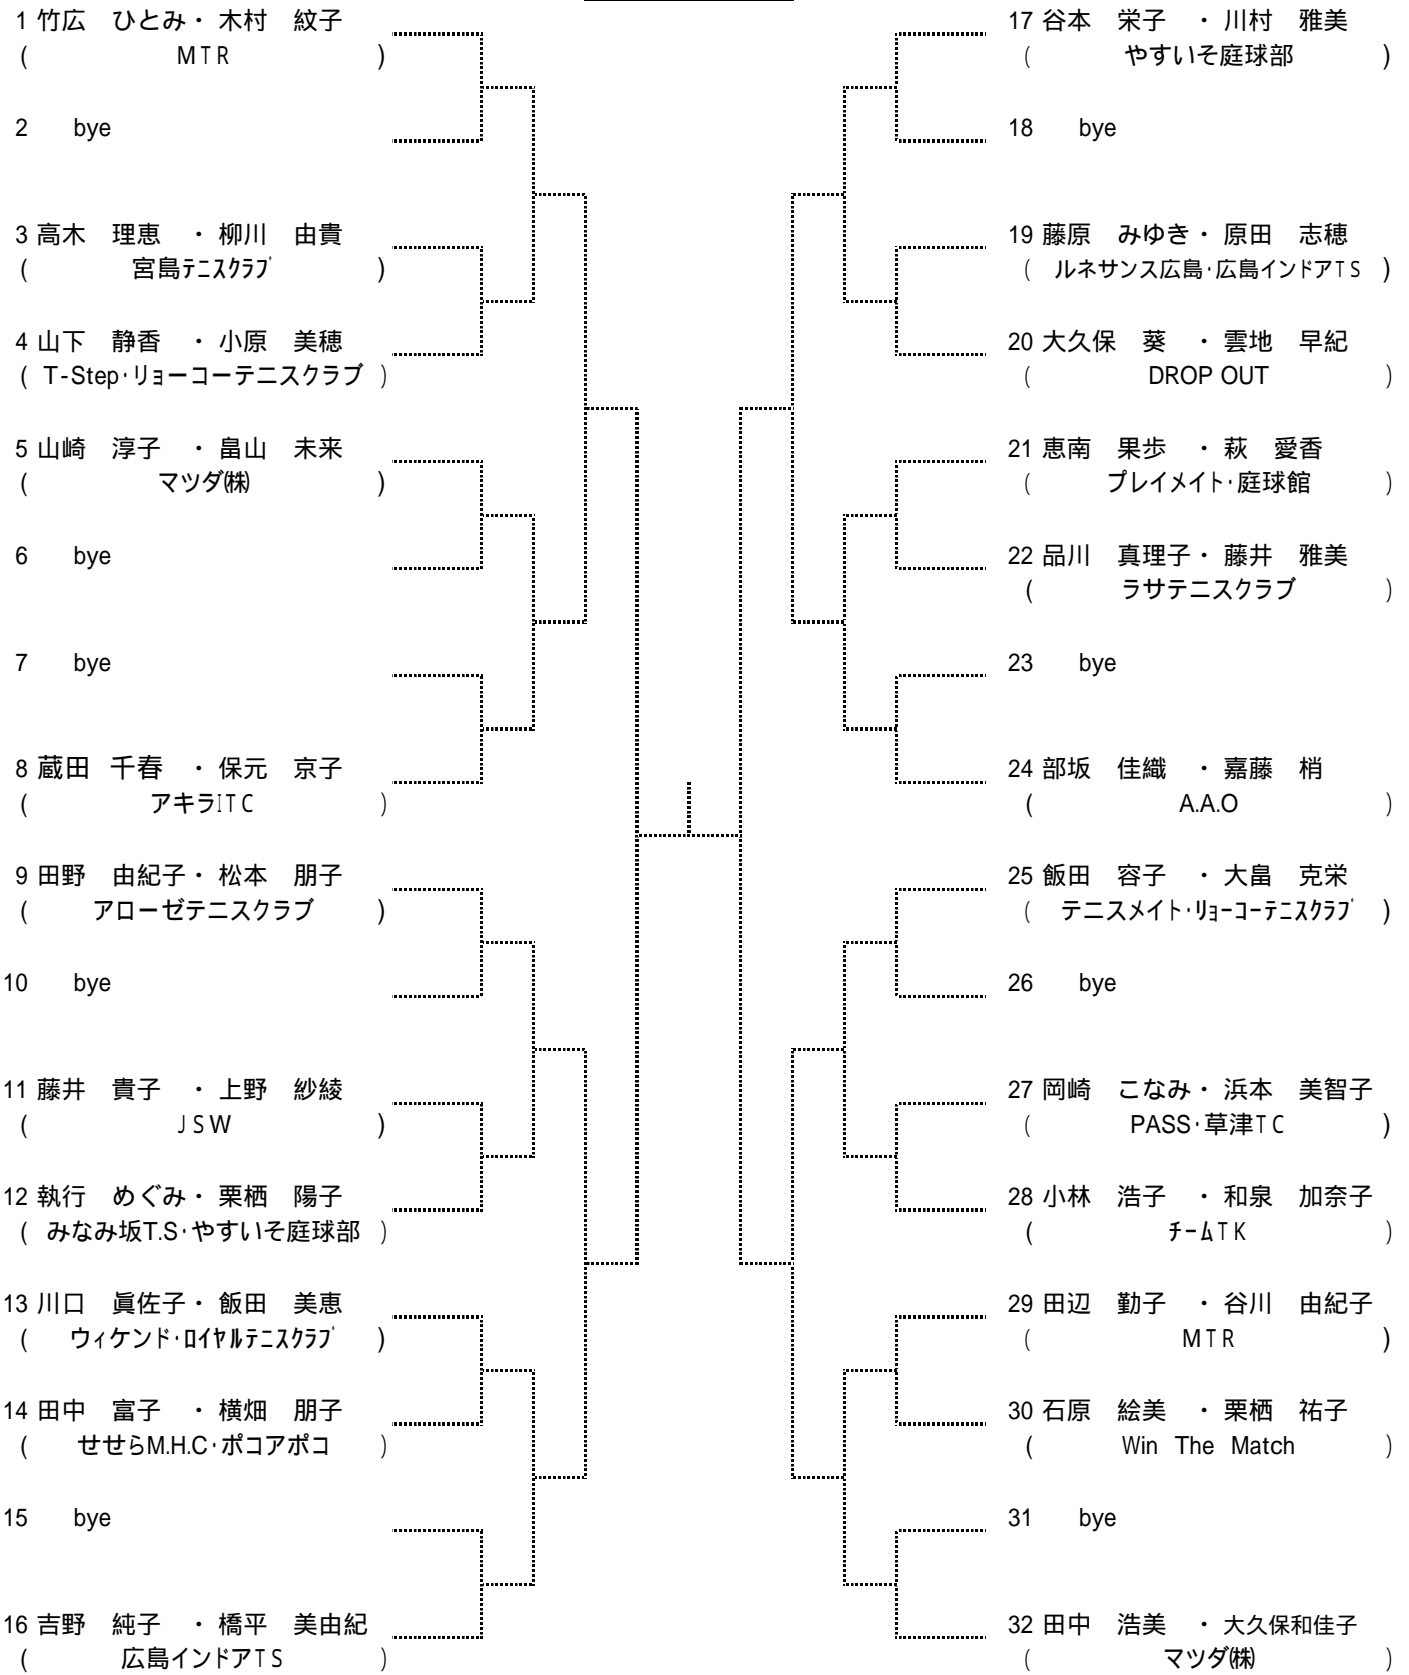 1 竹広　ひとみ・ 木村　紋子
( MTR )
2 bye
3 高木　理恵　・ 柳川　由貴
( 宮島ﾃﾆｽｸﾗﾌﾞ )
4 山下　静香　・ 小原　美穂
( T-Step･リョーコーテニスクラブ )
5 山崎　淳子　・ 畠山　未来
( マツダ㈱ )
6 bye
7 bye
8 蔵田　千春　・ 保元　京子
( アキラITC )
9 田野　由紀子・ 松本　朋子
( アローゼテニスクラブ )
10 bye
11 藤井　貴子　・ 上野　紗綾
( JSW )
12 執行　めぐみ・ 栗栖　陽子
( みなみ坂T.S･やすいそ庭球部 )
13 川口　眞佐子・ 飯田　美恵
( ウィケンド･ﾛｲﾔﾙﾃﾆｽｸﾗﾌﾞ )
14 田中　富子　・ 横畑　朋子
( せせらM.H.C･ポコアポコ )
15 bye
16 吉野　純子　・ 橋平　美由紀
( 広島インドアTS )
17 谷本　栄子　・ 川村　雅美
( やすいそ庭球部 )
18 bye
19 藤原　みゆき・ 原田　志穂
( ルネサンス広島･広島インドアTS )
20 大久保　葵　・ 雲地　早紀
( DROP OUT )
21 恵南　果歩　・ 萩　愛香
( プレイメイト･庭球館 )
22 品川　真理子・ 藤井　雅美
( ラサテニスクラブ )
23 bye
24 部坂　佳織　・ 嘉藤　梢
( A.A.O )
25 飯田　容子　・ 大畠　克栄
( テニスメイト･ﾘｮｰｺｰﾃﾆｽｸﾗﾌﾞ )
26 bye
27 岡崎　こなみ・ 浜本　美智子
( PASS･草津TC )
28 小林　浩子　・ 和泉　加奈子
( ﾁｰﾑTK )
29 田辺　勤子　・ 谷川　由紀子
( MTR )
30 石原　絵美　・ 栗栖　祐子
( Win The Match )
31 bye
32 田中　浩美　・ 大久保和佳子
( マツダ㈱ )